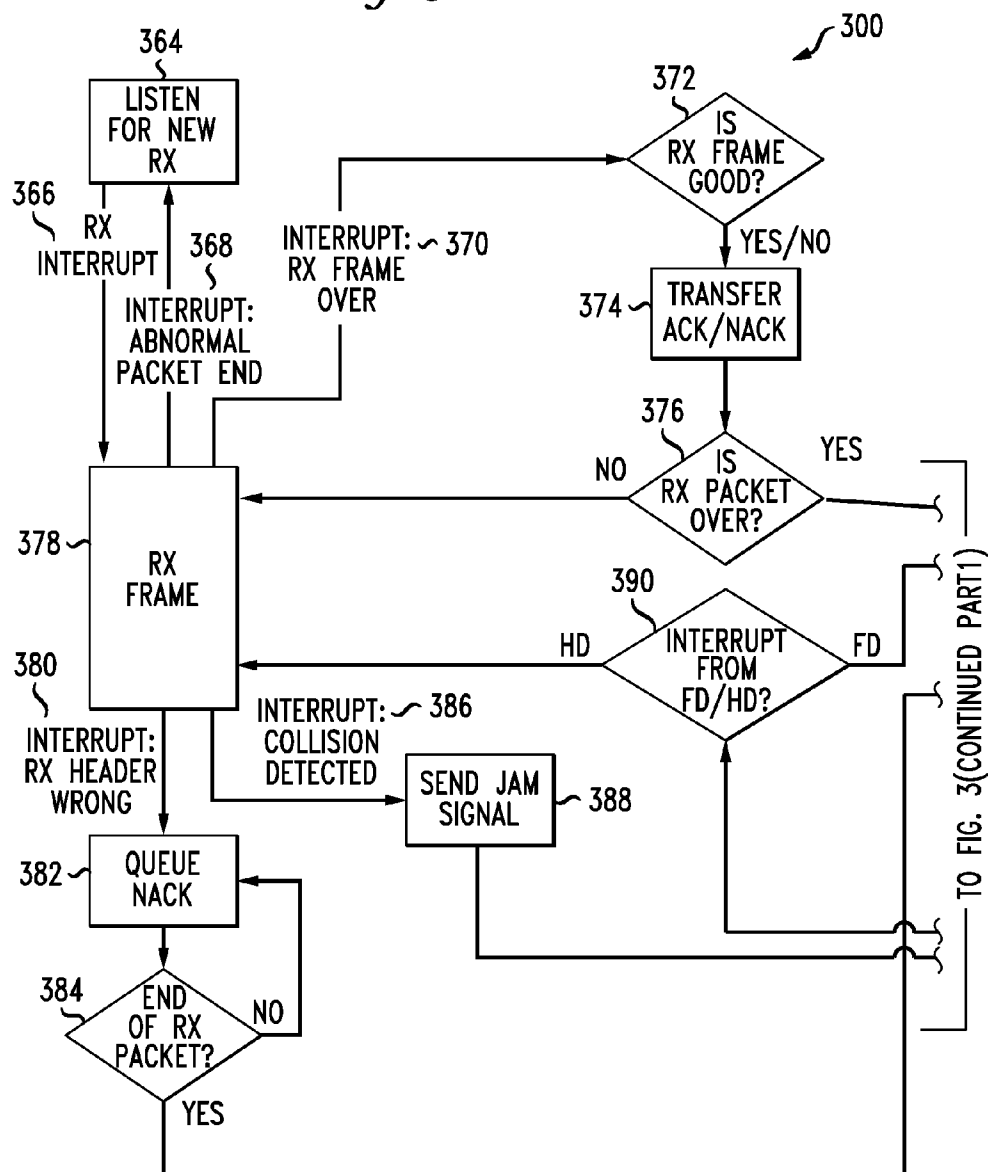 300
364
LISTEN
FOR NEW
RX
366
RX
INTERRUPT
368
INTERRUPT:
ABNORMAL
PACKET END
INTERRUPT:
RX FRAME
OVER
370
372
IS
RX FRAME
GOOD?
YES/NO
374
TRANSFER
ACK/NACK
376
IS
RX PACKET
OVER?
NO
YES
378
RX
FRAME
390
INTERRUPT
FROM
FD/HD?
HD
FD
380
INTERRUPT:
RX HEADER
WRONG
INTERRUPT:
COLLISION
DETECTED
386
SEND JAM
SIGNAL
388
382
QUEUE
NACK
384
END
OF RX
PACKET?
NO
YES
TO FIG. 3(CONTINUED PART1)